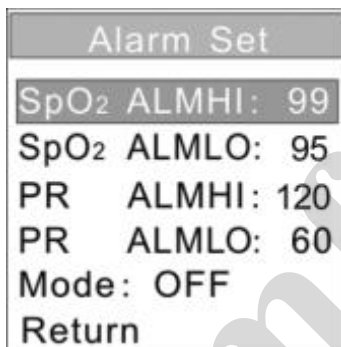 Alarm Set
SpO₂ ALMHI: 99
SpO₂ ALMLO: 95
PR ALMHI: 120
PR ALMLO: 60
Mode: OFF
Return